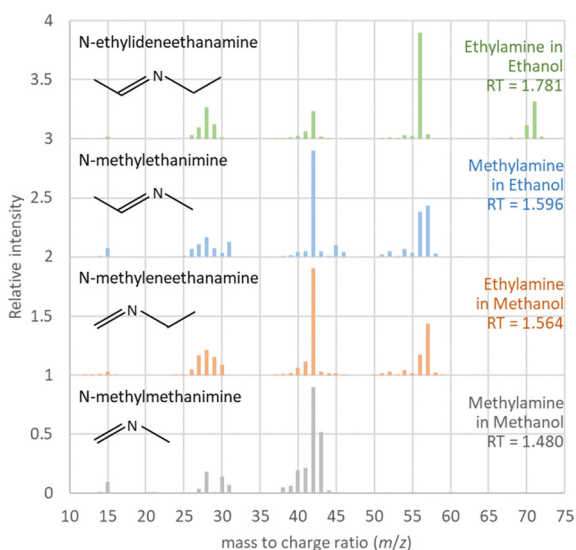 4
N-ethylideneethanamine
Ethylamine in
Ethanol
RT = 1.781
N
3.5
3
N-methylethanimine
Methylamine
in Ethanol
RT = 1.596
N
2.5
2
N-methyleneethanamine
Ethylamine
in Methanol
RT = 1.564
N
1.5
1
N-methylmethanimine
Methylamine
in Methanol
RT = 1.480
N
0.5
0
Relative intensity
10 15 20 25 30 35 40 45 50 55 60 65 70 75
mass to charge ratio (m/z)